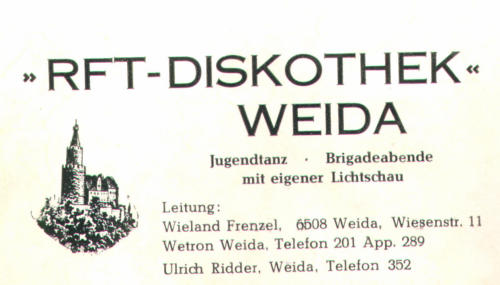 »RFT-DISKOTHEK«
WEIDA
Jugendtanz · Brigadeabende
mit eigener Lichtschau
Leitung:
Wieland Frenzel, 6508 Weida, Wiesenstr. 11
Wetron Weida, Telefon 201 App. 289
Ulrich Ridder, Weida, Telefon 352